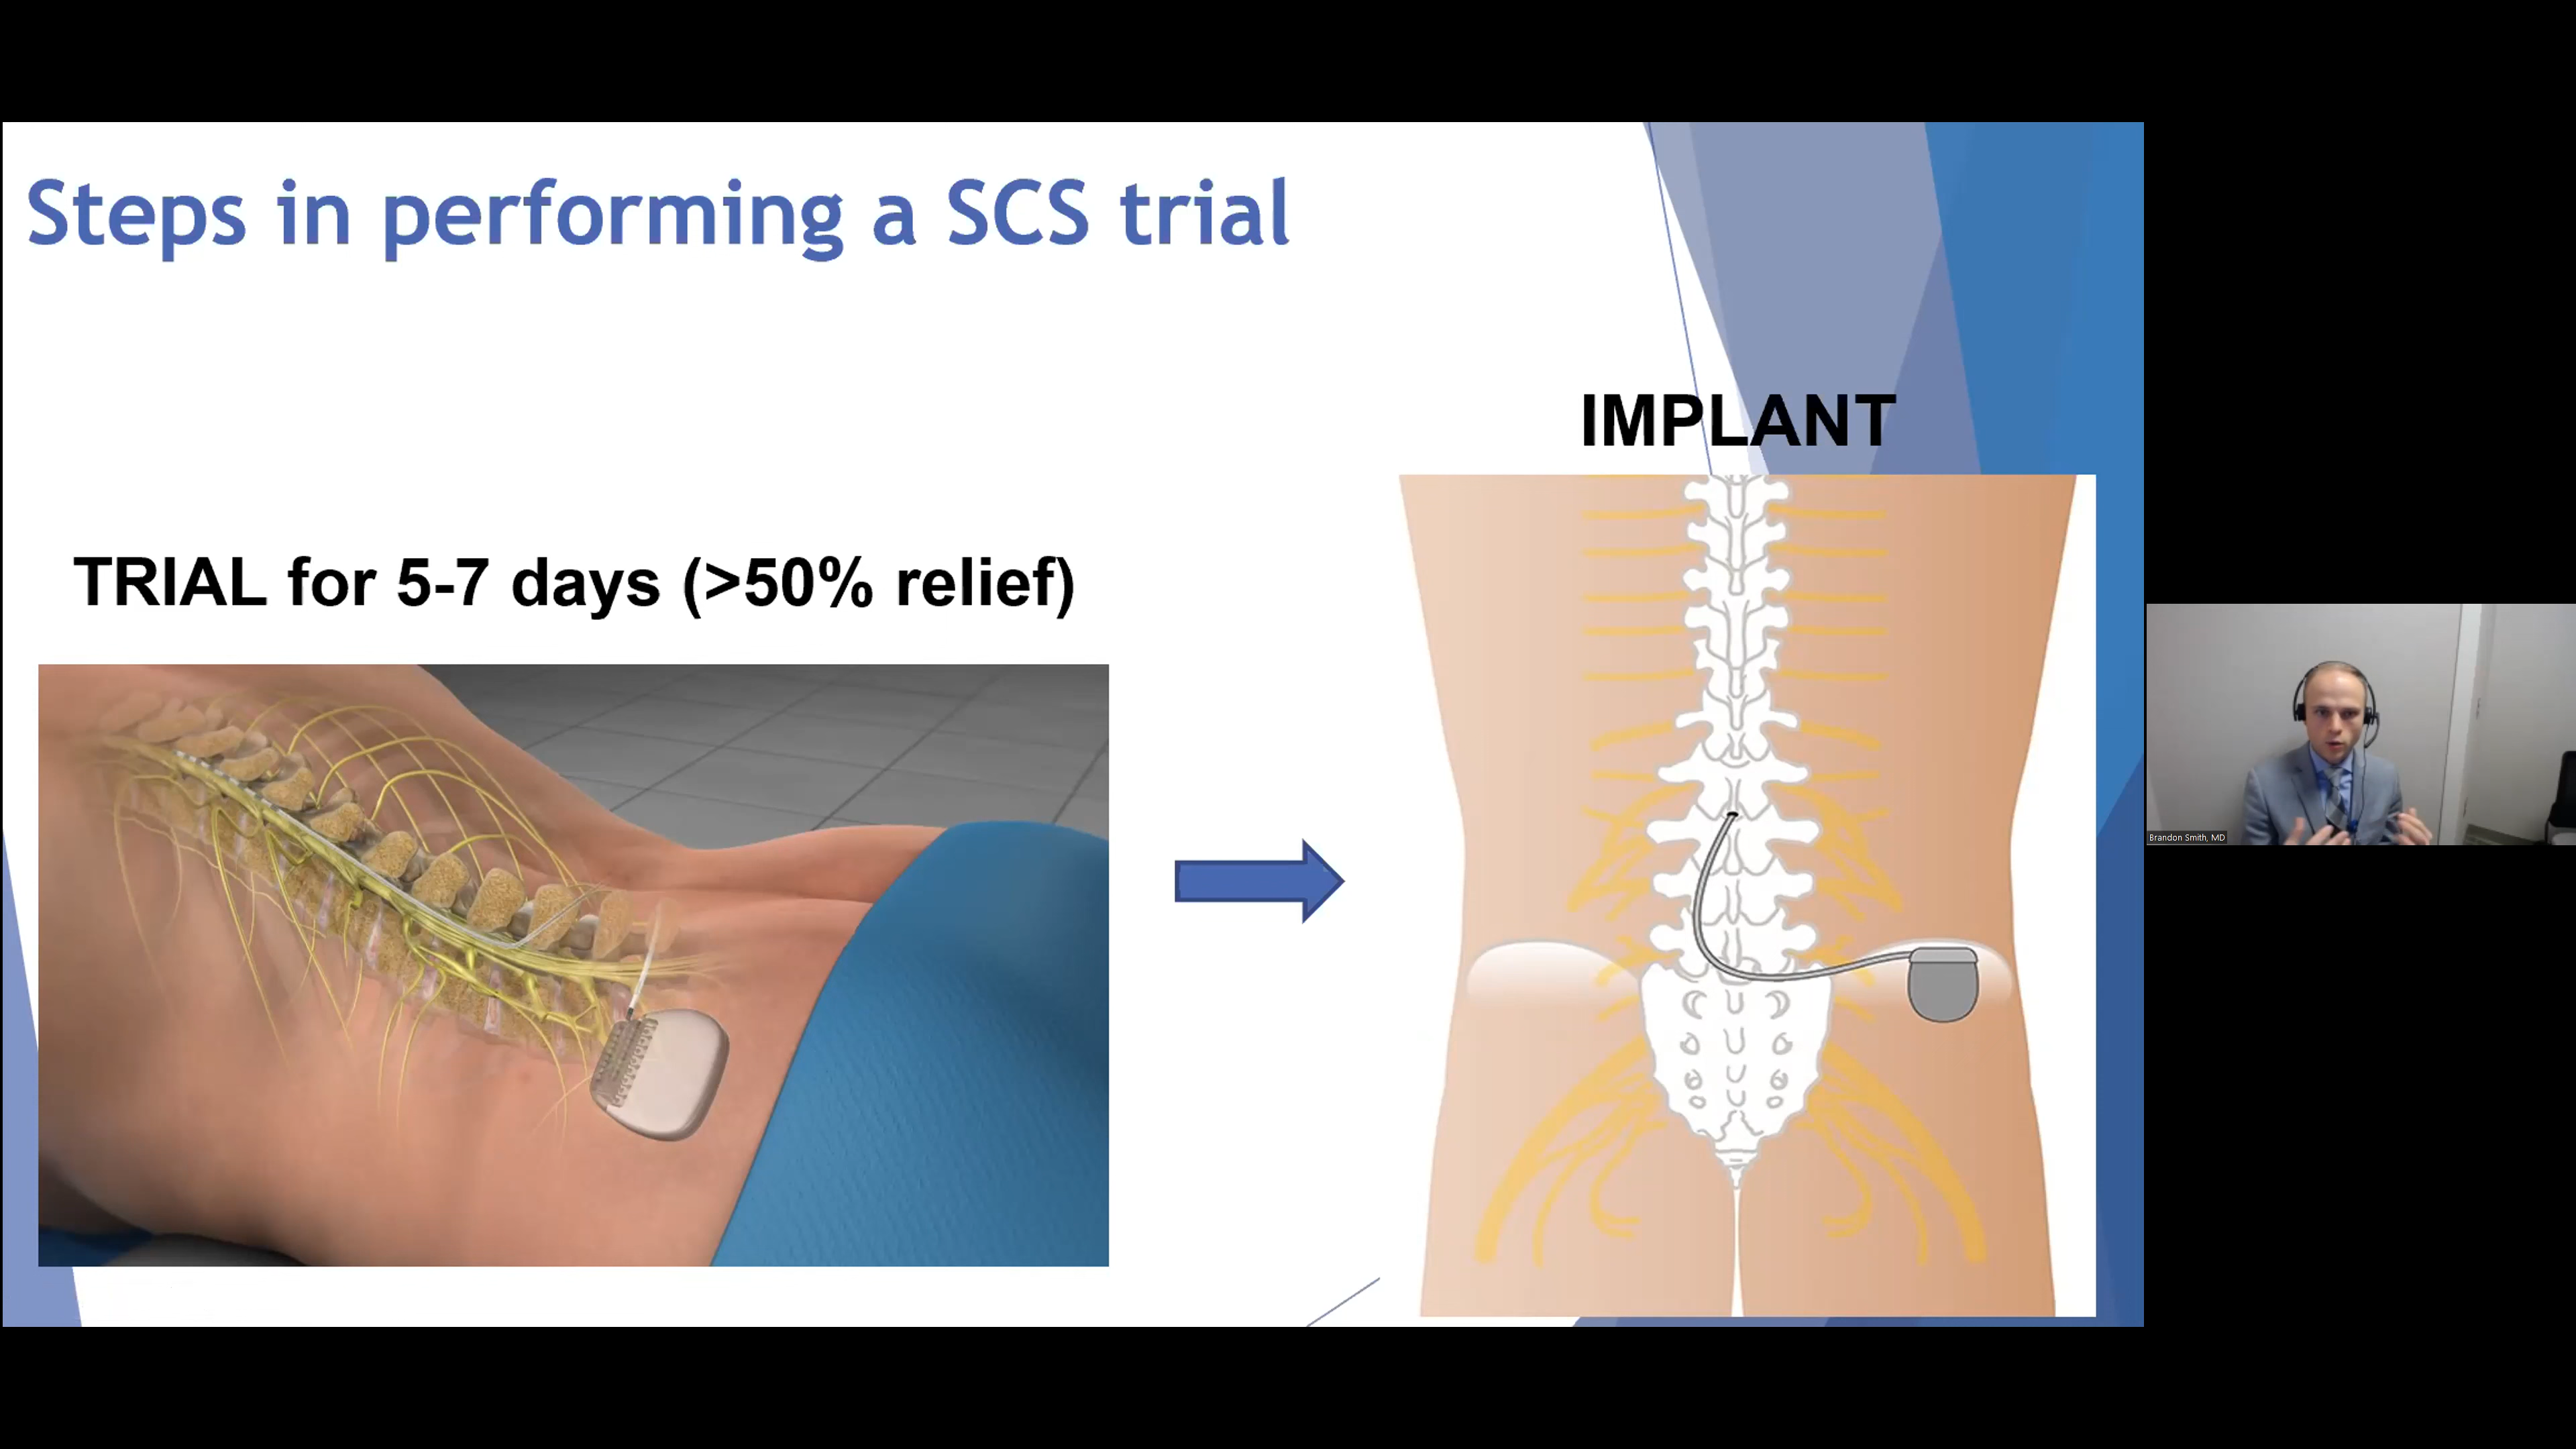 Steps in performing a SCS trial
IMPLANT
TRIAL for 5-7 days (>50% relief)
Brandon Smith, MD